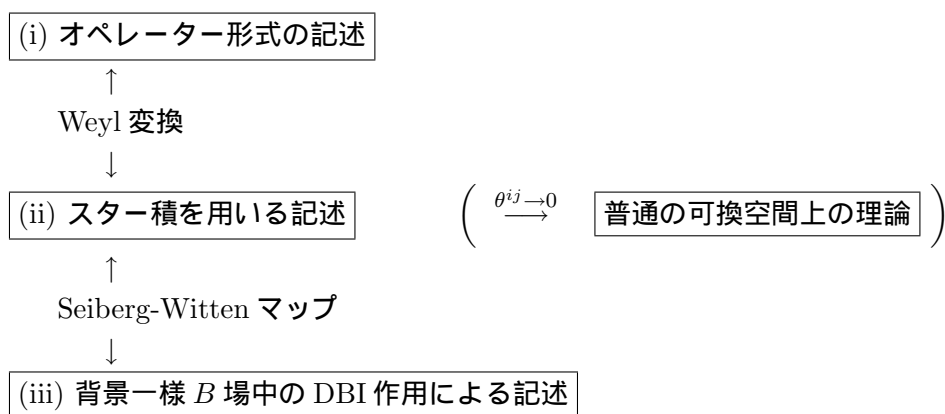 (i) オペレーター形式の記述
↑
Weyl 変換
↓
(ii) スター積を用いる記述 ( θ^{ij}→0 ⟶ 普通の可換空間上の理論 )
↑
Seiberg-Witten マップ
↓
(iii) 背景一様 B 場中の DBI 作用による記述